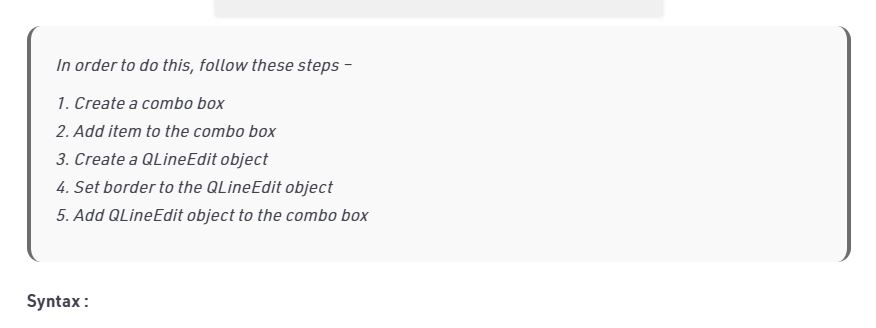 In order to do this, follow these steps –
1. Create a combo box
2. Add item to the combo box
3. Create a QLineEdit object
4. Set border to the QLineEdit object
5. Add QLineEdit object to the combo box
Syntax :